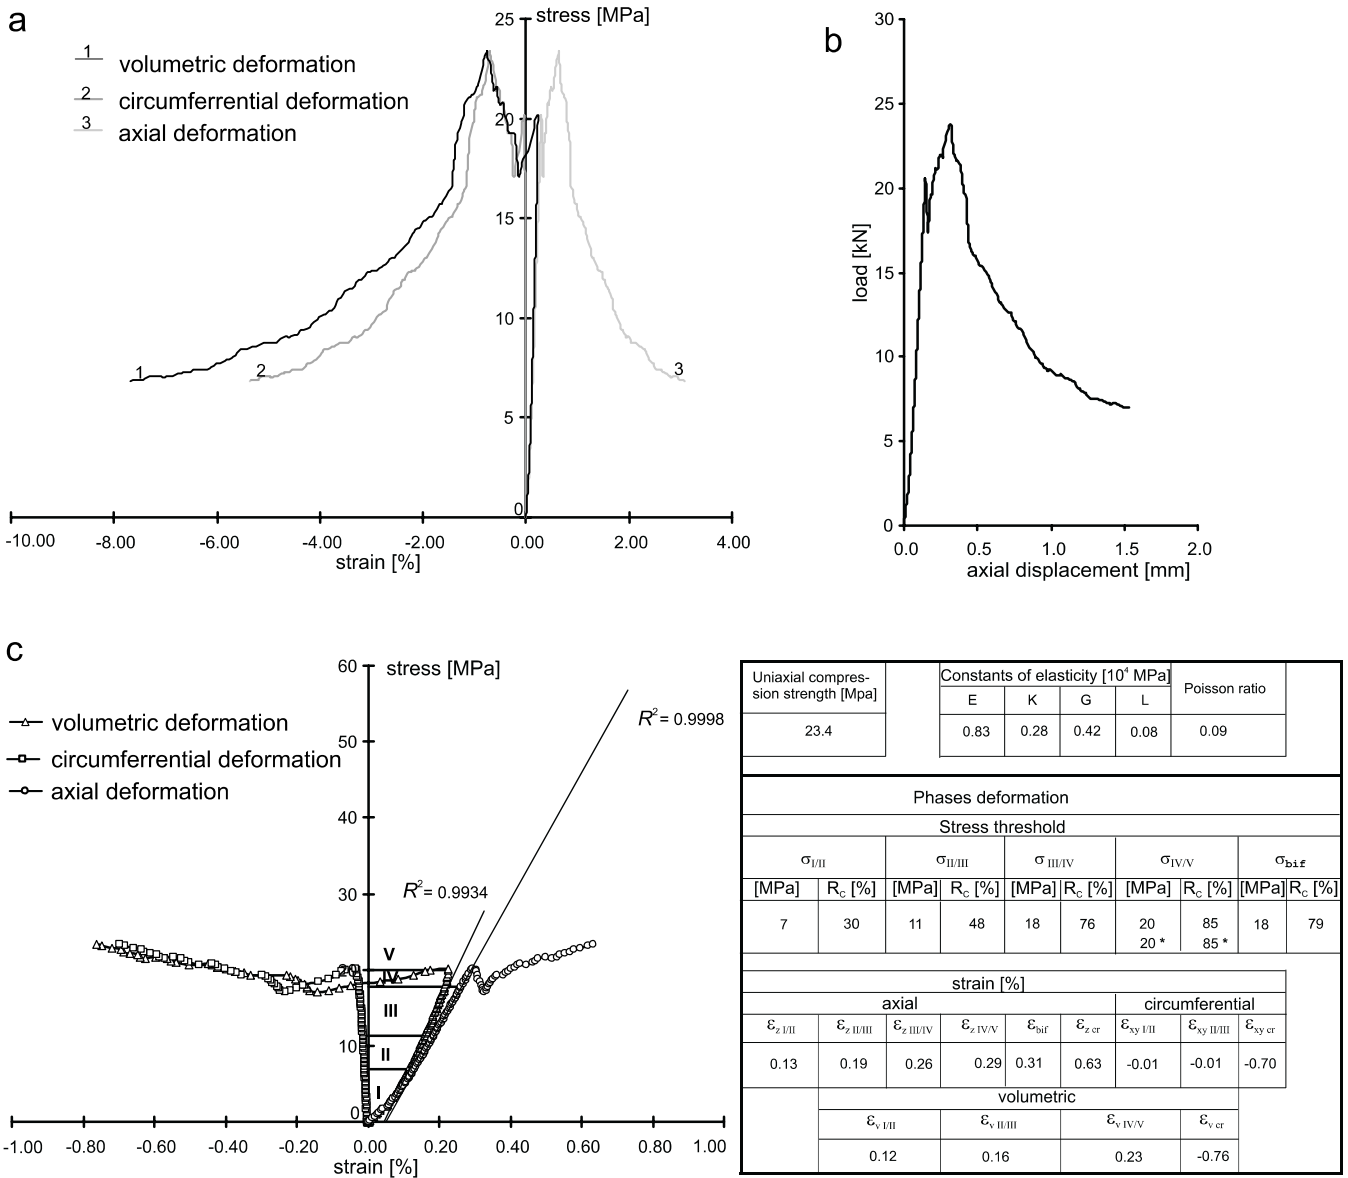 a
stress [MPa]
1 volumetric deformation
2 circumferrential deformation
3 axial deformation
25
20
15
10
5
0
1
2
3
-10.00 -8.00 -6.00 -4.00 -2.00 0.00 2.00 4.00
strain [%]
b
30
25
20
15
10
5
0
load [kN]
0.0 0.5 1.0 1.5 2.0
axial displacement [mm]
c
stress [MPa]
volumetric deformation
circumferrential deformation
axial deformation
60
50
40
30
20
10
0
R² = 0.9998
R² = 0.9934
V
IV
III
II
I
-1.00 -0.80 -0.60 -0.40 -0.20 0.00 0.20 0.40 0.60 0.80 1.00
strain [%]
Uniaxial compres-
sion strength [Mpa]
23.4
Constants of elasticity [10⁴ MPa]
E K G L
0.83 0.28 0.42 0.08
Poisson ratio
0.09
Phases deformation
Stress threshold
σI/II σII/III σIII/IV σIV/V σbif
[MPa] RC [%] [MPa] RC [%] [MPa] RC [%] [MPa] RC [%] [MPa] RC [%]
7 30 11 48 18 76 20 85 18 79
20 * 85 *
strain [%]
axial circumferential
εz I/II εz II/III εz III/IV εz IV/V εbif εz cr εxy I/II εxy II/III εxy cr
0.13 0.19 0.26 0.29 0.31 0.63 -0.01 -0.01 -0.70
volumetric
εv I/II εv II/III εv IV/V εv cr
0.12 0.16 0.23 -0.76